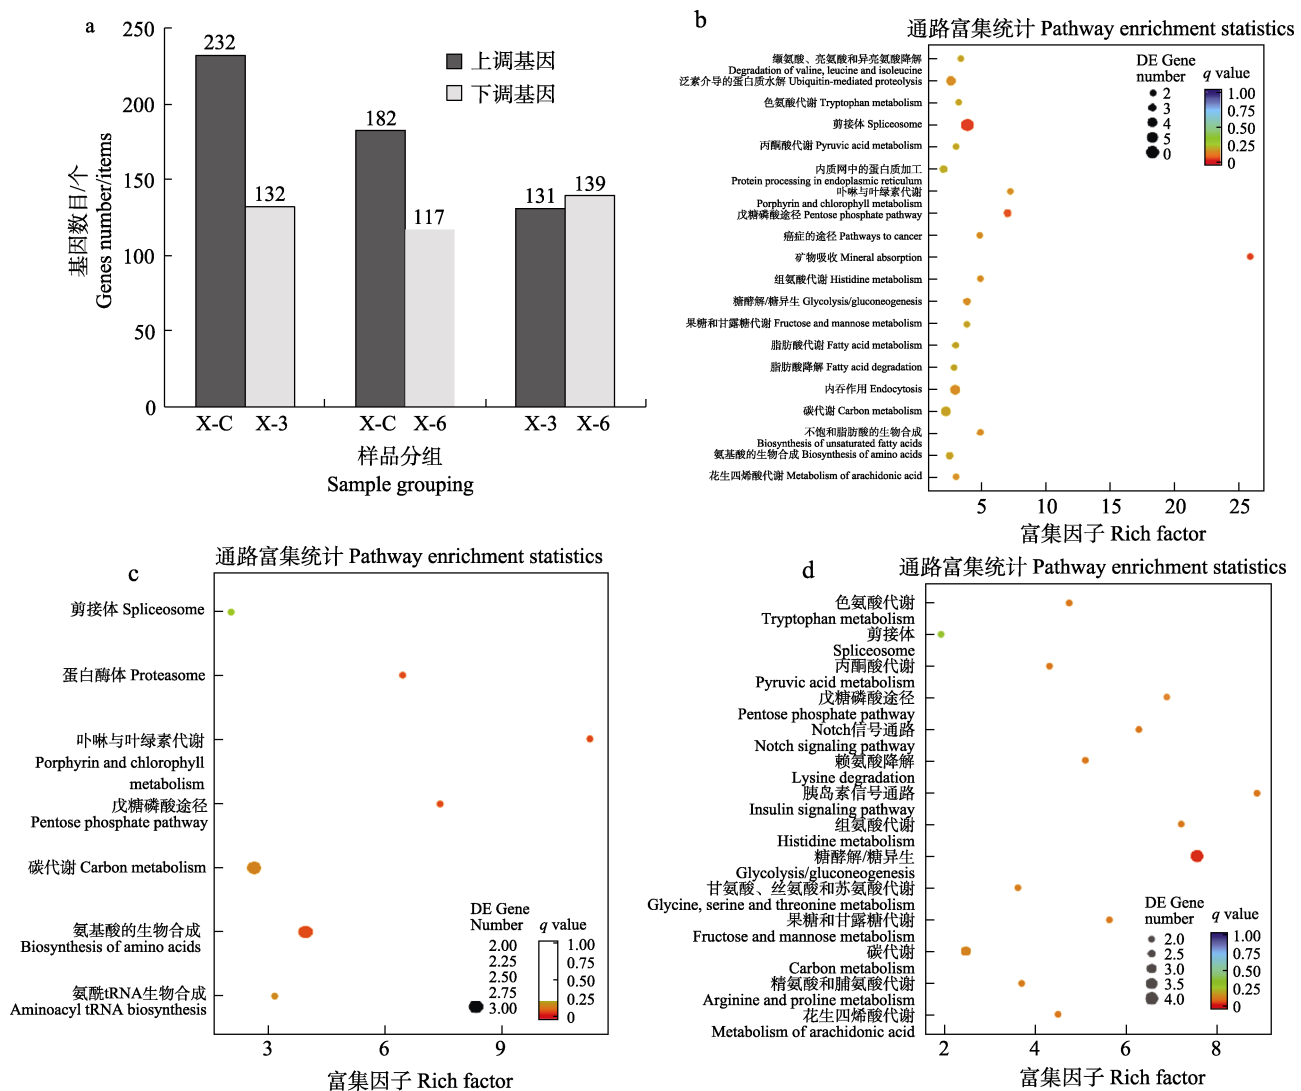 a
250
200
150
100
50
0
基因数目/个
Genes number/items
232
132
182
117
131
139
上调基因
下调基因
X-C
X-3
X-C
X-6
X-3
X-6
样品分组
Sample grouping
b
通路富集统计 Pathway enrichment statistics
缬氨酸、亮氨酸和异亮氨酸降解
Degradation of valine, leucine and isoleucine
泛素介导的蛋白质水解 Ubiquitin-mediated proteolysis
色氨酸代谢 Tryptophan metabolism
剪接体 Spliceosome
丙酮酸代谢 Pyruvic acid metabolism
内质网中的蛋白质加工
Protein processing in endoplasmic reticulum
卟啉与叶绿素代谢
Porphyrin and chlorophyll metabolism
戊糖磷酸途径 Pentose phosphate pathway
癌症的途径 Pathways to cancer
矿物吸收 Mineral absorption
组氨酸代谢 Histidine metabolism
糖酵解/糖异生 Glycolysis/gluconeogenesis
果糖和甘露糖代谢 Fructose and mannose metabolism
脂肪酸代谢 Fatty acid metabolism
脂肪酸降解 Fatty acid degradation
内吞作用 Endocytosis
碳代谢 Carbon metabolism
不饱和脂肪酸的生物合成
Biosynthesis of unsaturated fatty acids
氨基酸的生物合成 Biosynthesis of amino acids
花生四烯酸代谢 Metabolism of arachidonic acid
DE Gene
number
2
3
4
5
0
q value
1.00
0.75
0.50
0.25
0
5
10
15
20
25
富集因子 Rich factor
c
通路富集统计 Pathway enrichment statistics
剪接体 Spliceosome
蛋白酶体 Proteasome
卟啉与叶绿素代谢
Porphyrin and chlorophyll
metabolism
戊糖磷酸途径
Pentose phosphate pathway
碳代谢 Carbon metabolism
氨基酸的生物合成
Biosynthesis of amino acids
氨酰tRNA生物合成
Aminoacyl tRNA biosynthesis
DE Gene
Number
2.00
2.25
2.50
2.75
3.00
q value
1.00
0.75
0.50
0.25
0
3
6
9
富集因子 Rich factor
d
通路富集统计 Pathway enrichment statistics
色氨酸代谢
Tryptophan metabolism
剪接体
Spliceosome
丙酮酸代谢
Pyruvic acid metabolism
戊糖磷酸途径
Pentose phosphate pathway
Notch信号通路
Notch signaling pathway
赖氨酸降解
Lysine degradation
胰岛素信号通路
Insulin signaling pathway
组氨酸代谢
Histidine metabolism
糖酵解/糖异生
Glycolysis/gluconeogenesis
甘氨酸、丝氨酸和苏氨酸代谢
Glycine, serine and threonine metabolism
果糖和甘露糖代谢
Fructose and mannose metabolism
碳代谢
Carbon metabolism
精氨酸和脯氨酸代谢
Arginine and proline metabolism
花生四烯酸代谢
Metabolism of arachidonic acid
DE Gene
number
2.0
2.5
3.0
3.5
4.0
q value
1.00
0.75
0.50
0.25
0
2
4
6
8
富集因子 Rich factor